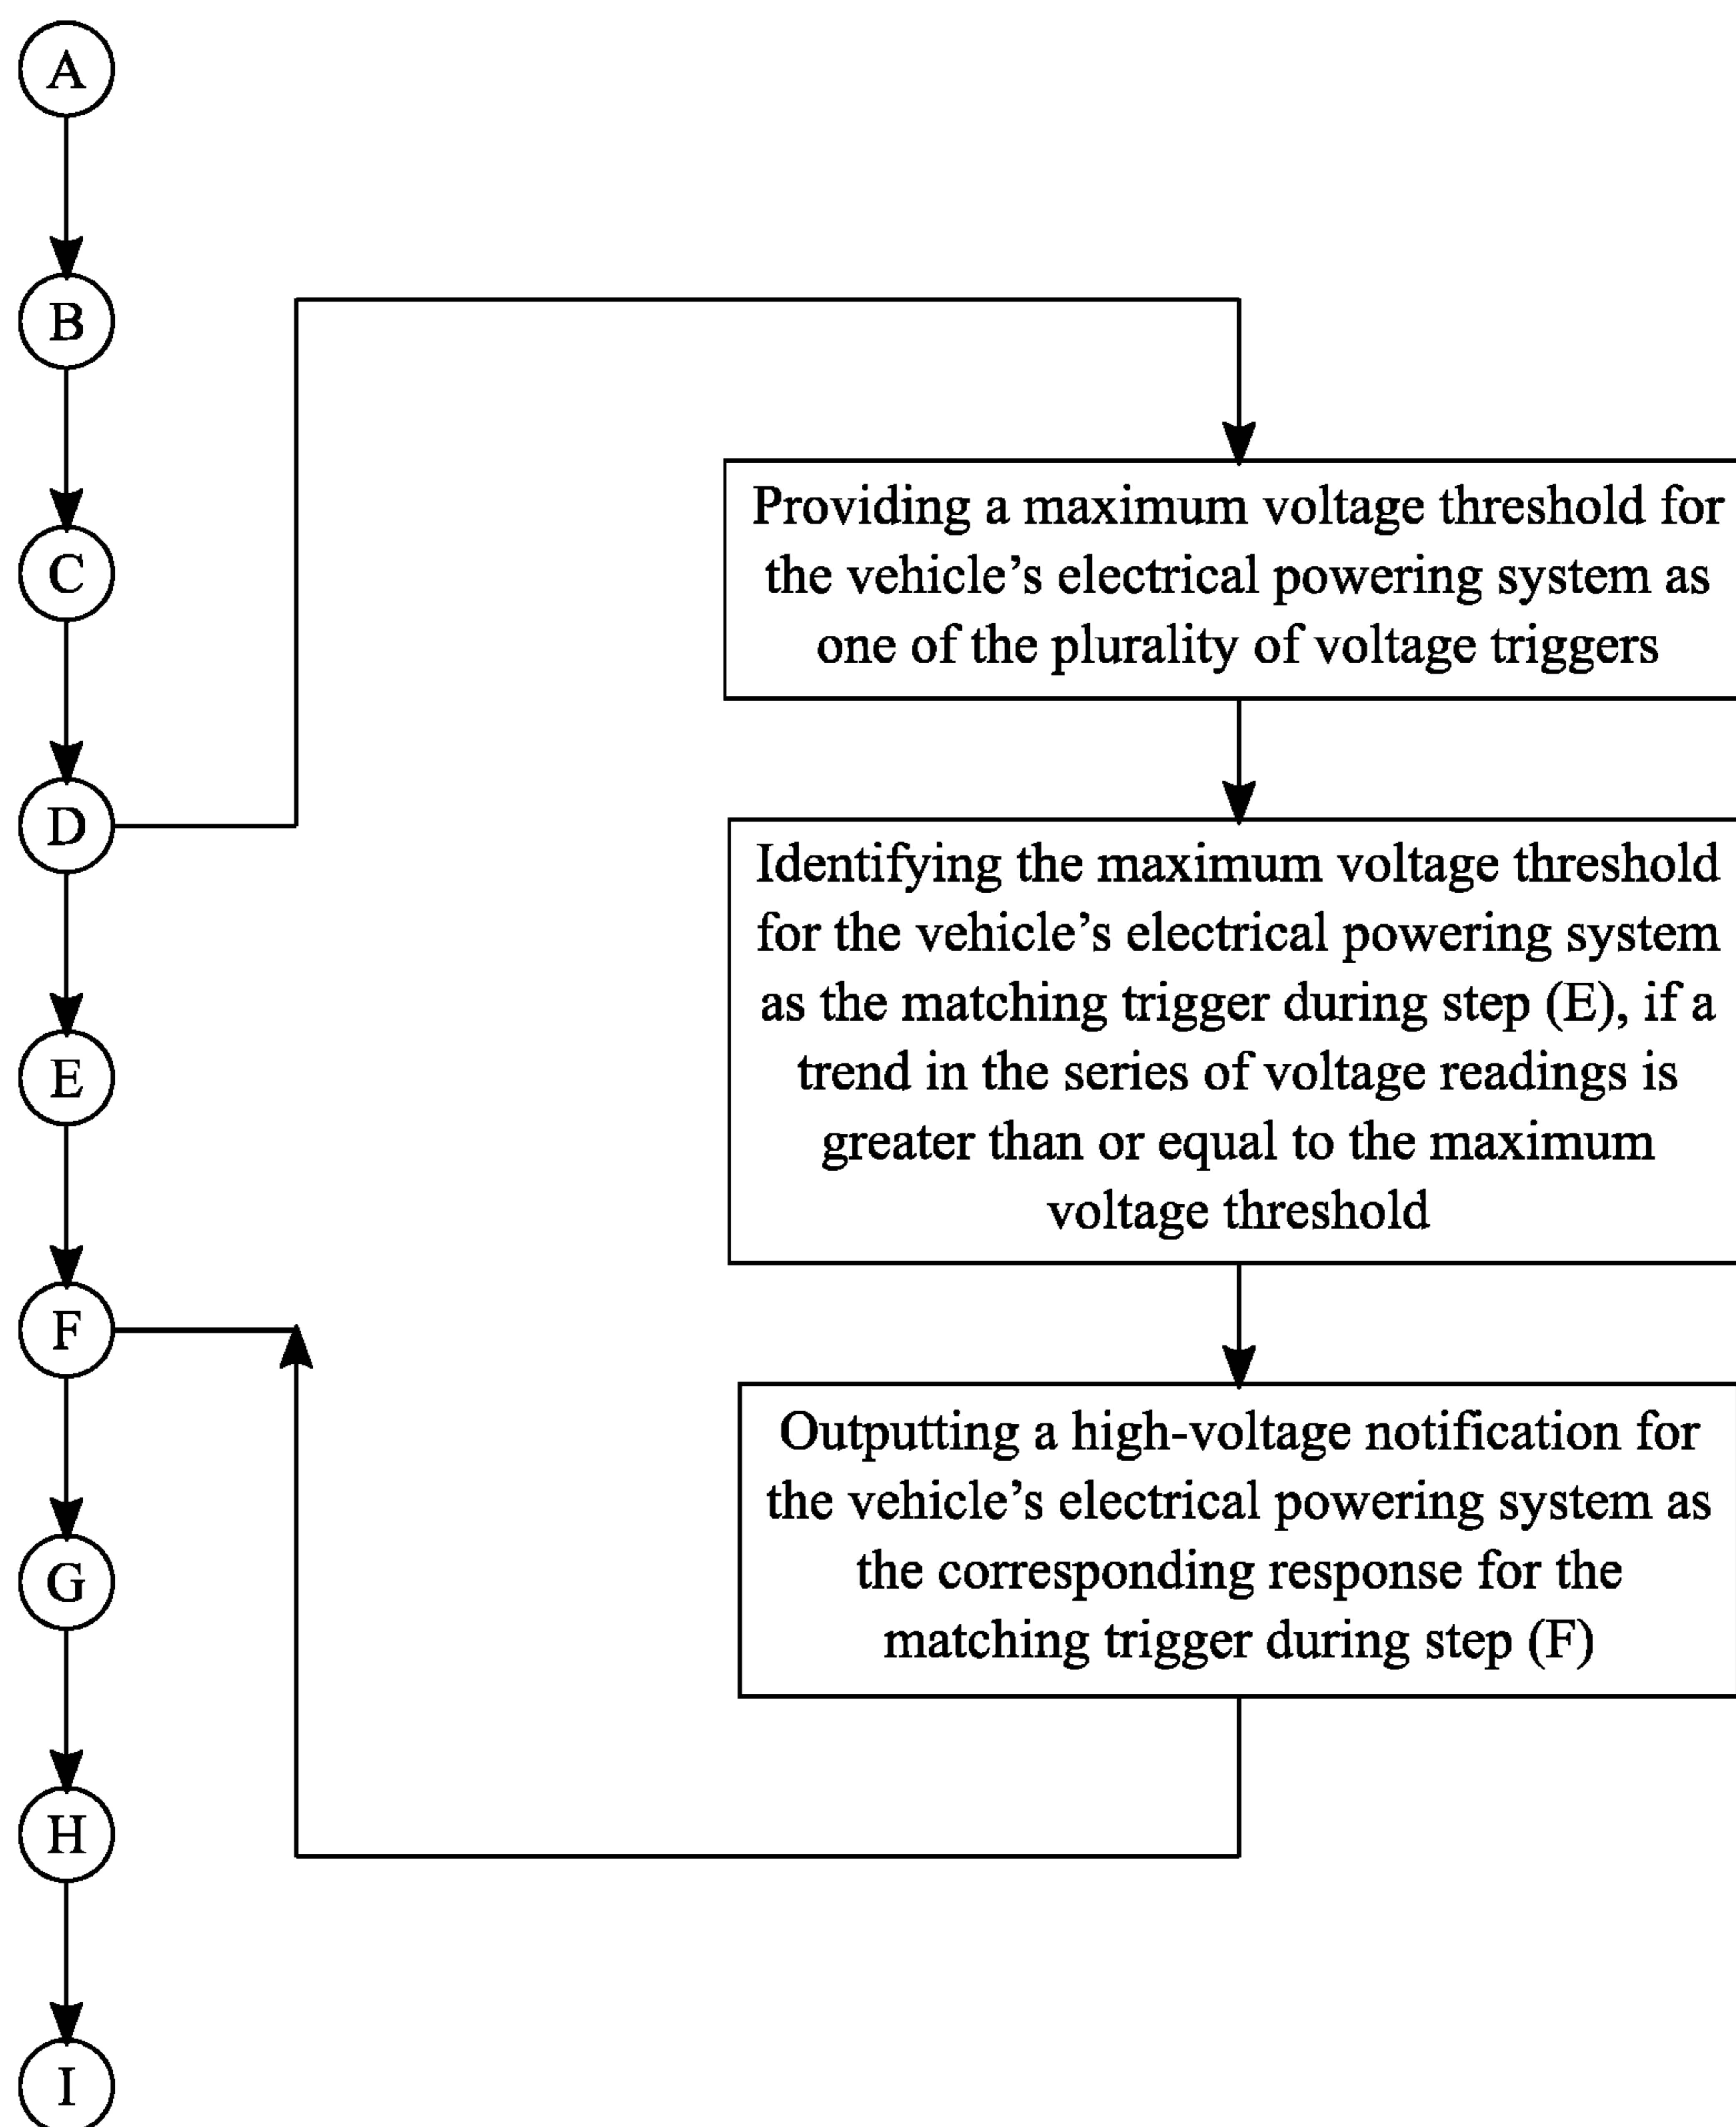 A
B
C
D
E
F
G
H
I
Providing a maximum voltage threshold for
the vehicle’s electrical powering system as
one of the plurality of voltage triggers
Identifying the maximum voltage threshold
for the vehicle’s electrical powering system
as the matching trigger during step (E), if a
trend in the series of voltage readings is
greater than or equal to the maximum
voltage threshold
Outputting a high-voltage notification for
the vehicle’s electrical powering system as
the corresponding response for the
matching trigger during step (F)